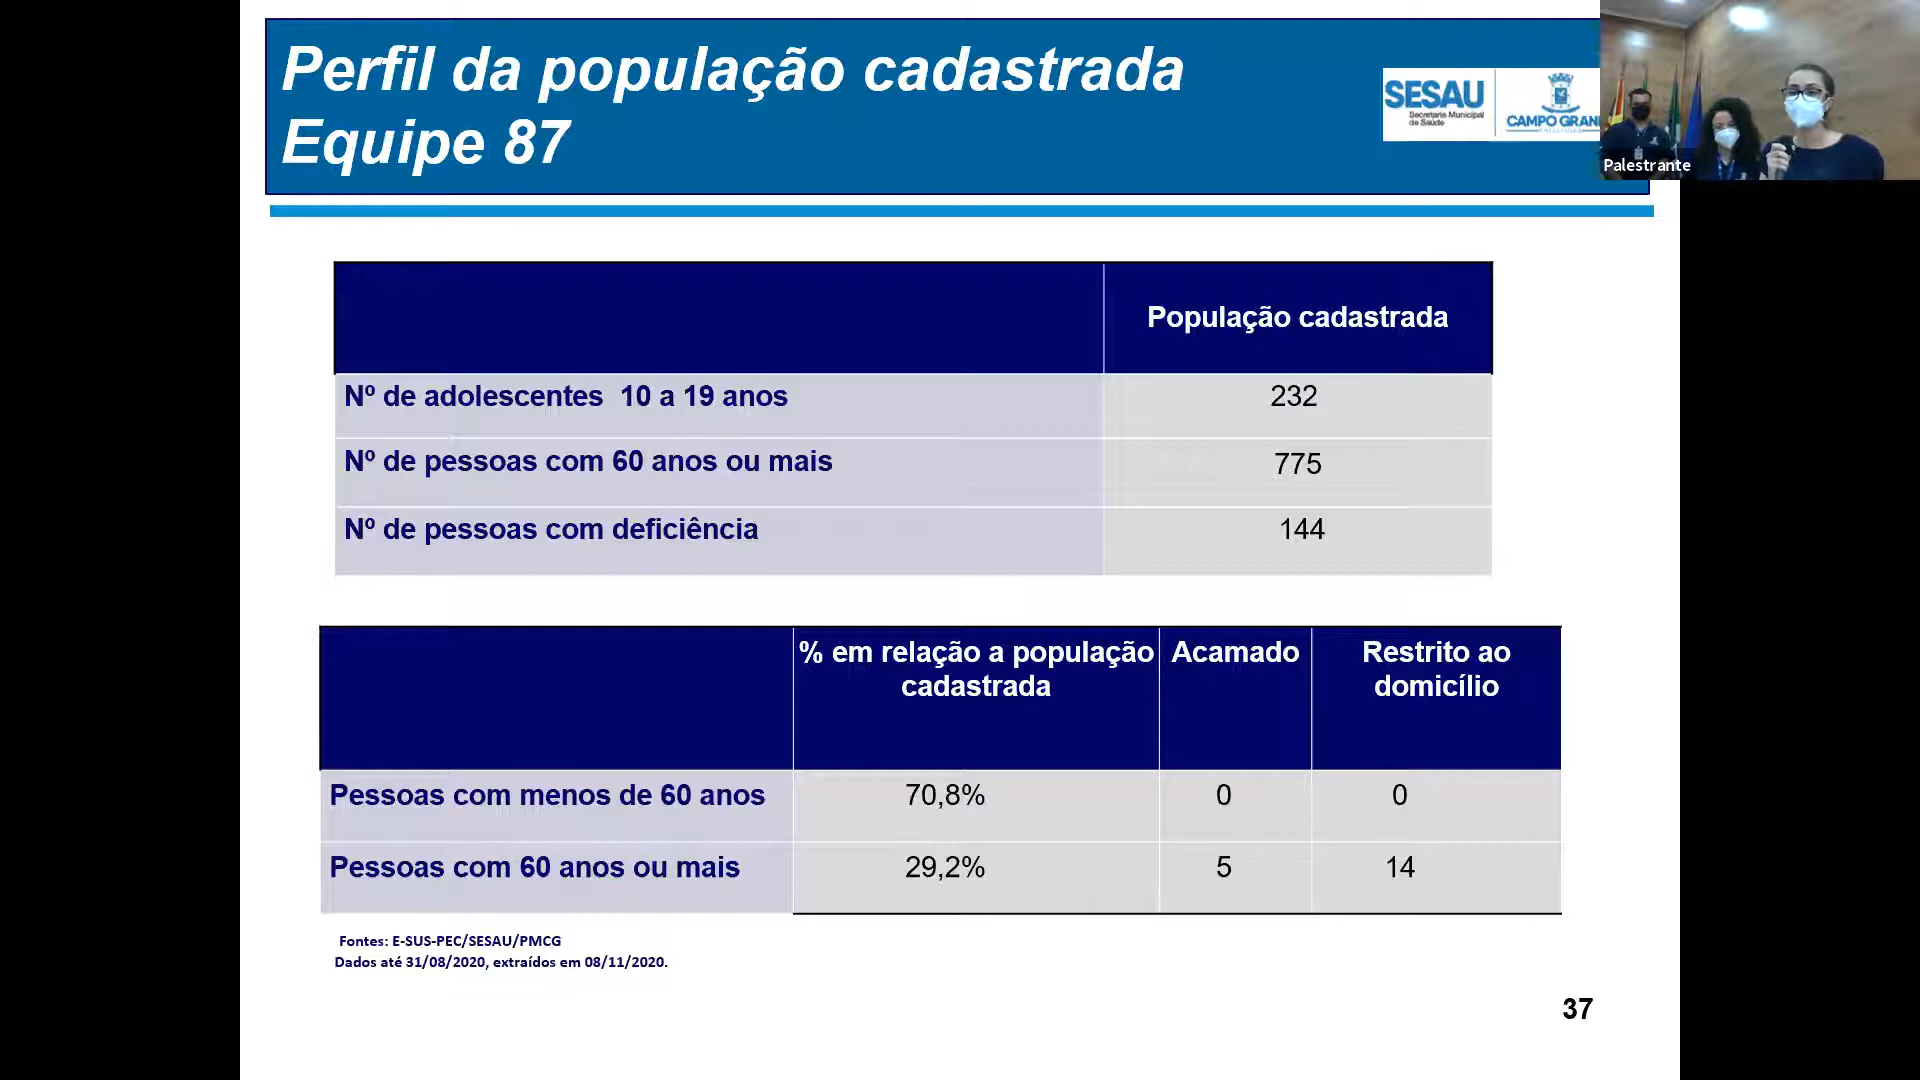 Perfil da população cadastrada
Equipe 87
SESAU
Secretaria Municipal
de Saúde
CAMPO GRAN
Palestrante
População cadastrada
Nº de adolescentes 10 a 19 anos
232
Nº de pessoas com 60 anos ou mais
775
Nº de pessoas com deficiência
144
% em relação a população
cadastrada
Acamado
Restrito ao
domicílio
Pessoas com menos de 60 anos
70,8%
0
0
Pessoas com 60 anos ou mais
29,2%
5
14
Fontes: E-SUS-PEC/SESAU/PMCG
Dados até 31/08/2020, extraídos em 08/11/2020.
37